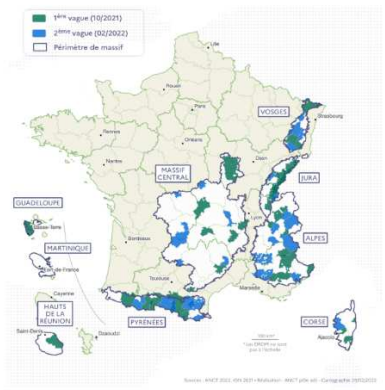 1ère vague (10/2021)
2ème vague (02/2022)
Périmètre de massif
Lille
Rouen
Paris
VOSGES
Strasbourg
Rennes
Orléans
Nantes
Dijon
MASSIF
CENTRAL
JURA
GUADELOUPE
Basse-Terre
Lyon
MARTINIQUE
Bordeaux
ALPES
Fort-de-France
Cayenne
Toulouse
HAUTS
DE LA
RÉUNION
Marseille
Saint-Denis
Dzaoudzi
PYRÉNÉES
CORSE
Ajaccio